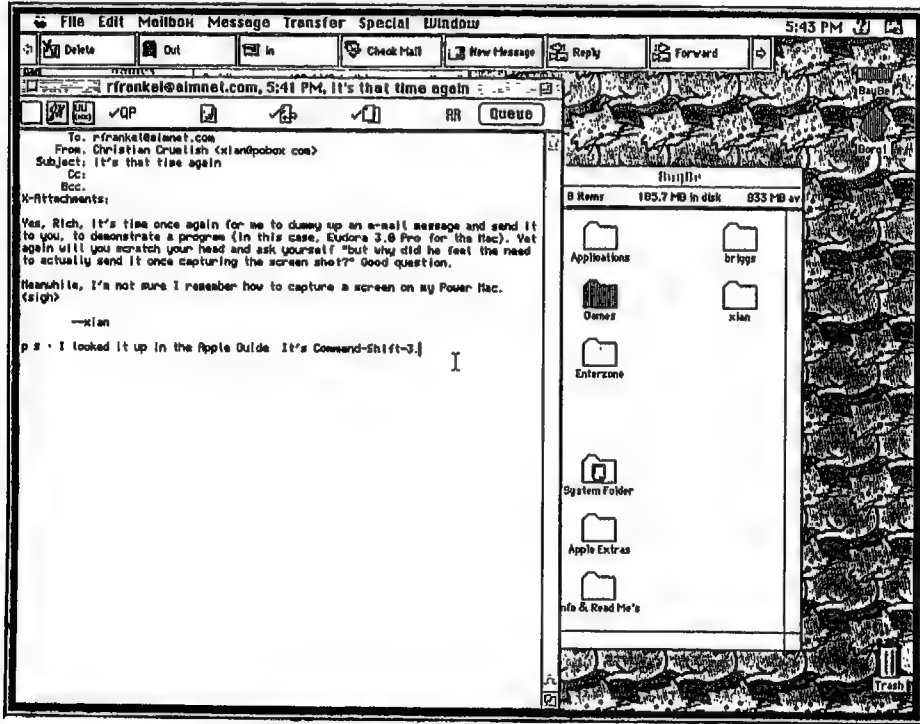 File Edit Mailbox Message Transfer Special Window 5:43 PM
Delete Out In Check Mail New Message Reply Forward
rfrankel@aimnet.com, 5:41 PM, It's that time again
QP RR Queue
To: rfrankel@aimnet.com
From: Christian Crumlish <xian@pobox.com>
Subject: It's that time again
Cc:
Bcc:
X-Attachments:
Yes, Rich, it's time once again for me to dummy up an e-mail message and send it
to you, to demonstrate a program (in this case, Eudora 3.0 Pro for the Mac). Yet
again will you scratch your head and ask yourself "but why did he feel the need
to actually send it once capturing the screen shot?" Good question.
Meanwhile, I'm not sure I remember how to capture a screen on my Power Mac.
(sigh)
--xian
p s - I looked it up in the Apple Guide It's Command-Shift-3.
BayBe
8 items 185.7 MB in disk 833 MB av
Applications briggs
Games xian
Enterzone
System Folder
Apple Extras
nfo & Read Me's
BayBe
Trash